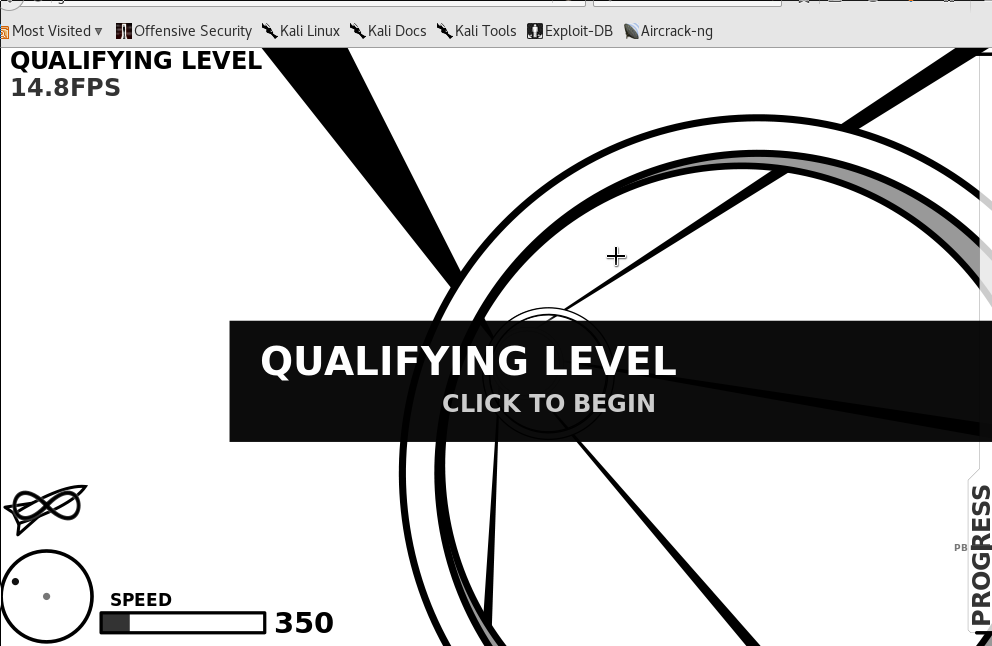 Most Visited Offensive Security Kali Linux Kali Docs Kali Tools Exploit-DB Aircrack-ng
QUALIFYING LEVEL
14.8FPS
QUALIFYING LEVEL
CLICK TO BEGIN
SPEED
350
PB
PROGRESS